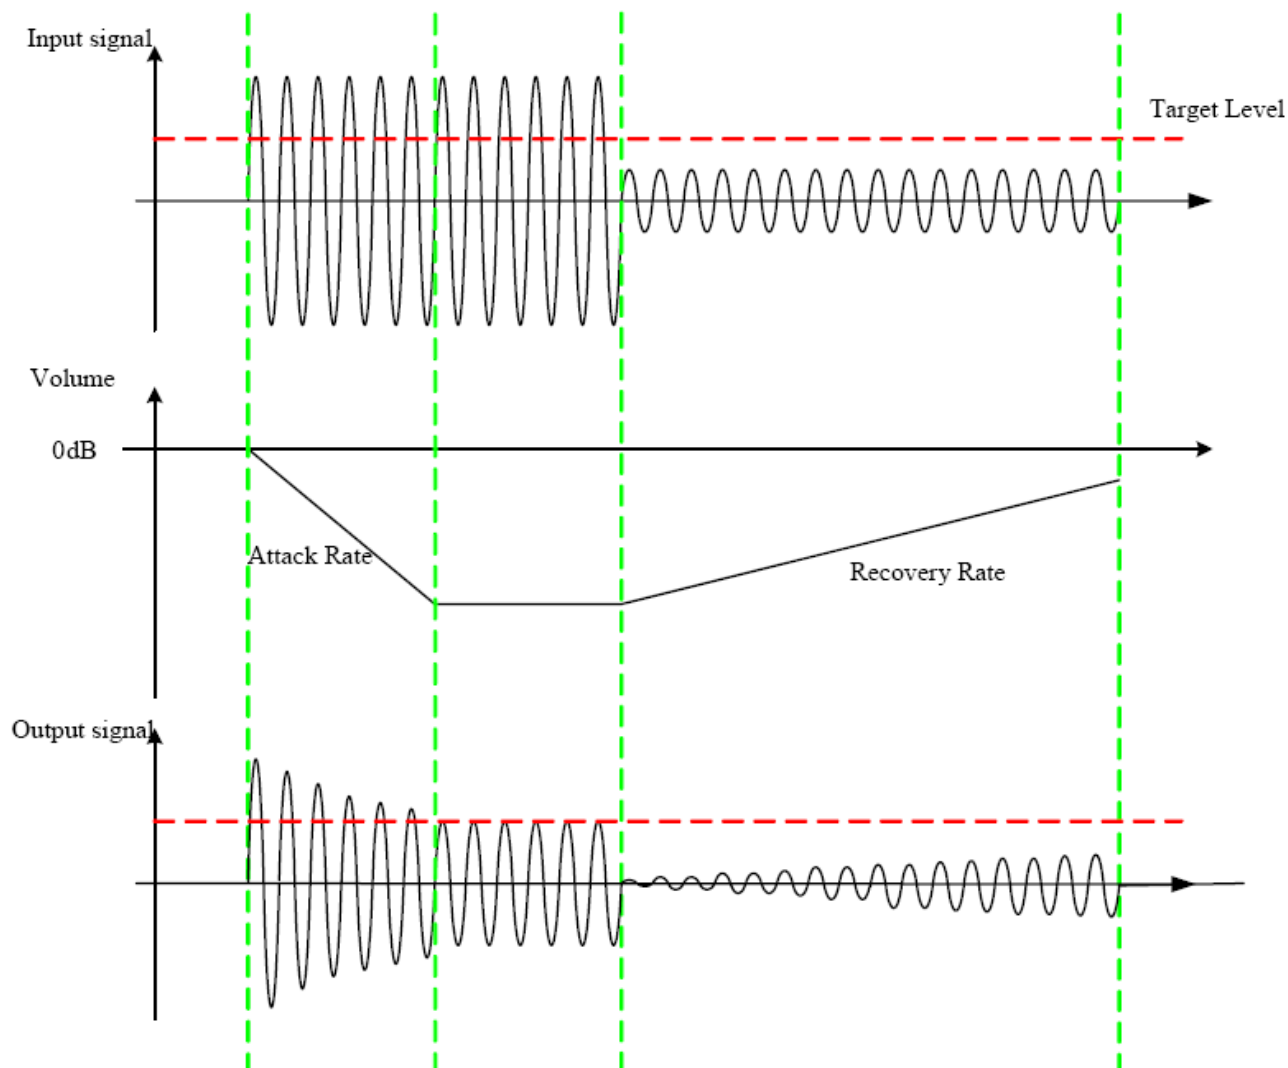 Input signal
Target Level
Volume
0dB
Attack Rate
Recovery Rate
Output signal